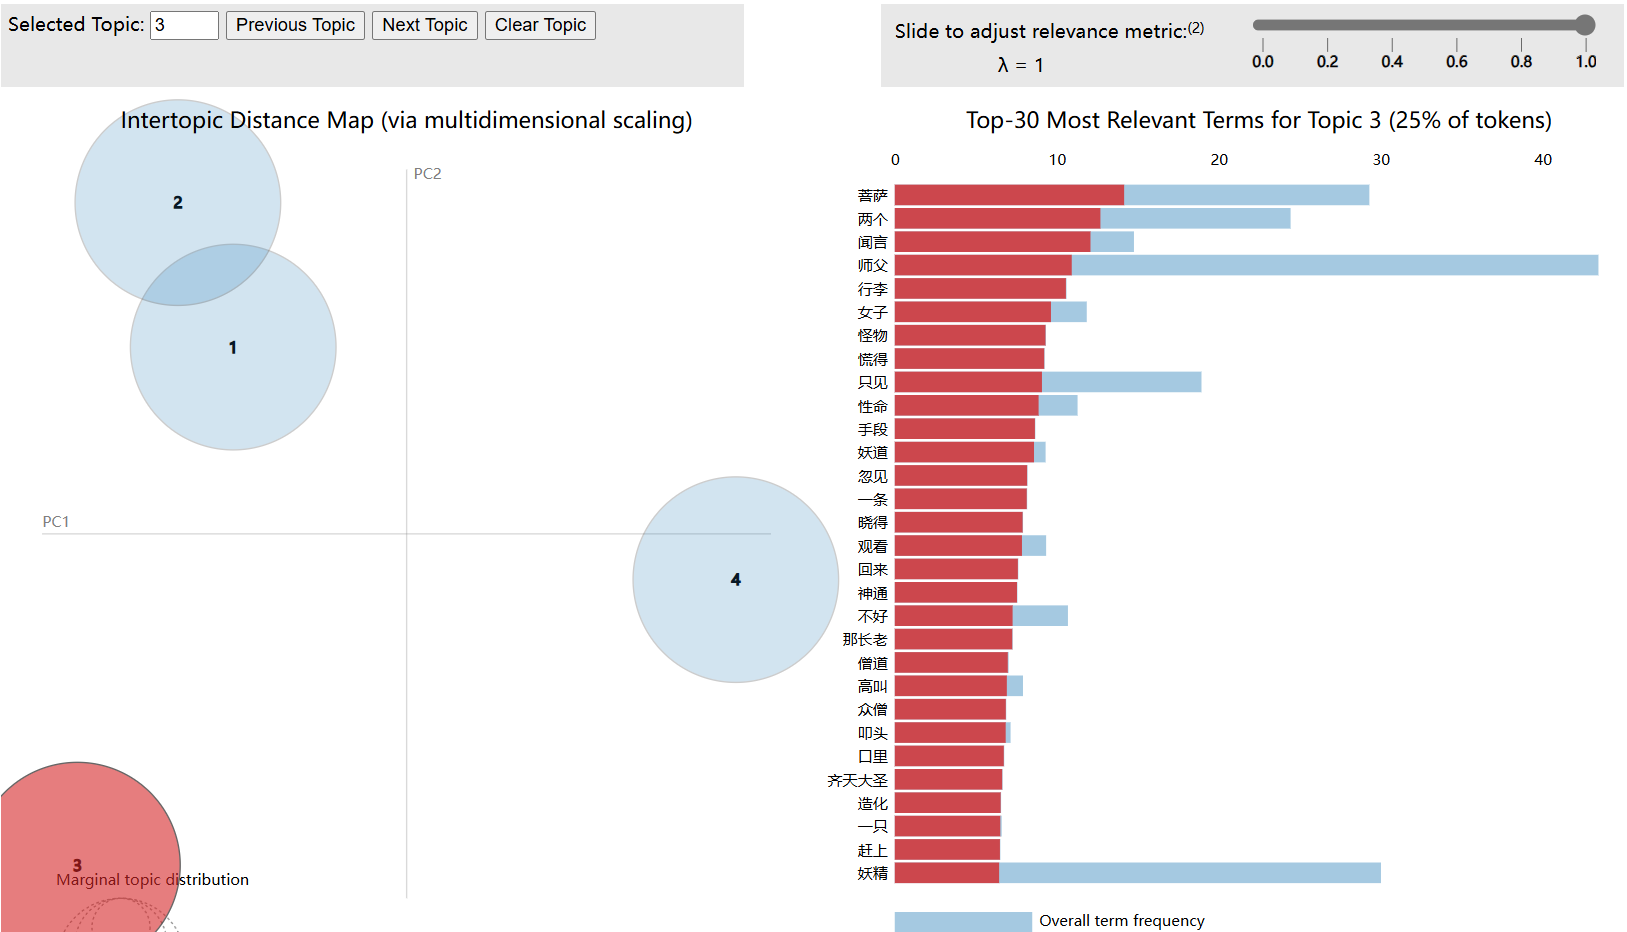 Selected Topic: 3 Previous Topic Next Topic Clear Topic
Slide to adjust relevance metric:(2)
λ = 1
0.0 0.2 0.4 0.6 0.8 1.0
Intertopic Distance Map (via multidimensional scaling)
PC2
PC1
2
1
4
3
Marginal topic distribution
Top-30 Most Relevant Terms for Topic 3 (25% of tokens)
0 10 20 30 40
菩萨
两个
闻言
师父
行李
女子
怪物
慌得
只见
性命
手段
妖道
忽见
一条
晓得
观看
回来
神通
不好
那长老
僧道
高叫
众僧
叩头
口里
齐天大圣
造化
一只
赶上
妖精
Overall term frequency